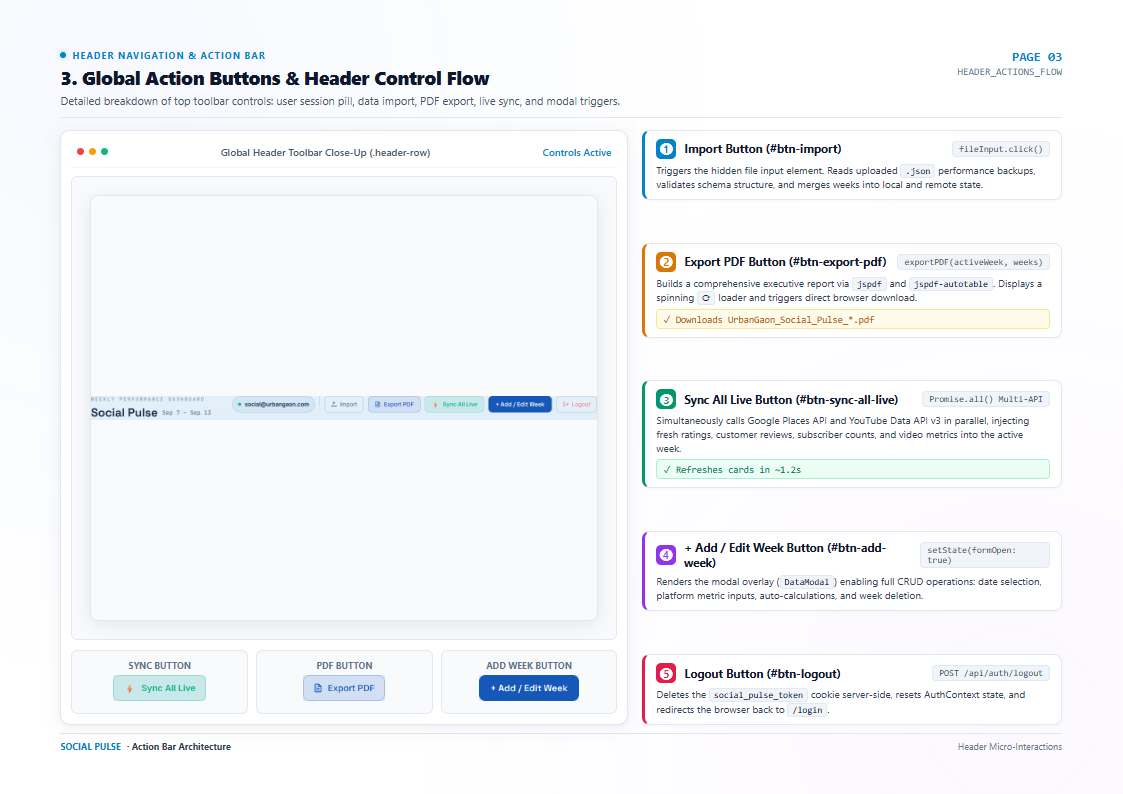 HEADER NAVIGATION & ACTION BAR
3. Global Action Buttons & Header Control Flow
Detailed breakdown of top toolbar controls: user session pill, data import, PDF export, live sync, and modal triggers.
PAGE 03
HEADER_ACTIONS_FLOW
Global Header Toolbar Close-Up (.header-row)
Controls Active
WEEKLY PERFORMANCE DASHBOARD
Social Pulse Sep 7 - Sep 13
social@urbangaon.com
Import
Export PDF
Sync All Live
+ Add / Edit Week
Logout
SYNC BUTTON
Sync All Live
PDF BUTTON
Export PDF
ADD WEEK BUTTON
+ Add / Edit Week
1 Import Button (#btn-import)
fileInput.click()
Triggers the hidden file input element. Reads uploaded .json performance backups,
validates schema structure, and merges weeks into local and remote state.
2 Export PDF Button (#btn-export-pdf)
exportPDF(activeWeek, weeks)
Builds a comprehensive executive report via jspdf and jspdf-autotable. Displays a
spinning ⟳ loader and triggers direct browser download.
✓ Downloads UrbanGaon_Social_Pulse_*.pdf
3 Sync All Live Button (#btn-sync-all-live)
Promise.all() Multi-API
Simultaneously calls Google Places API and YouTube Data API v3 in parallel, injecting
fresh ratings, customer reviews, subscriber counts, and video metrics into the active
week.
✓ Refreshes cards in ~1.2s
4 + Add / Edit Week Button (#btn-add-
week)
setState(formOpen:
true)
Renders the modal overlay (DataModal) enabling full CRUD operations: date selection,
platform metric inputs, auto-calculations, and week deletion.
5 Logout Button (#btn-logout)
POST /api/auth/logout
Deletes the social_pulse_token cookie server-side, resets AuthContext state, and
redirects the browser back to /login.
SOCIAL PULSE · Action Bar Architecture
Header Micro-Interactions